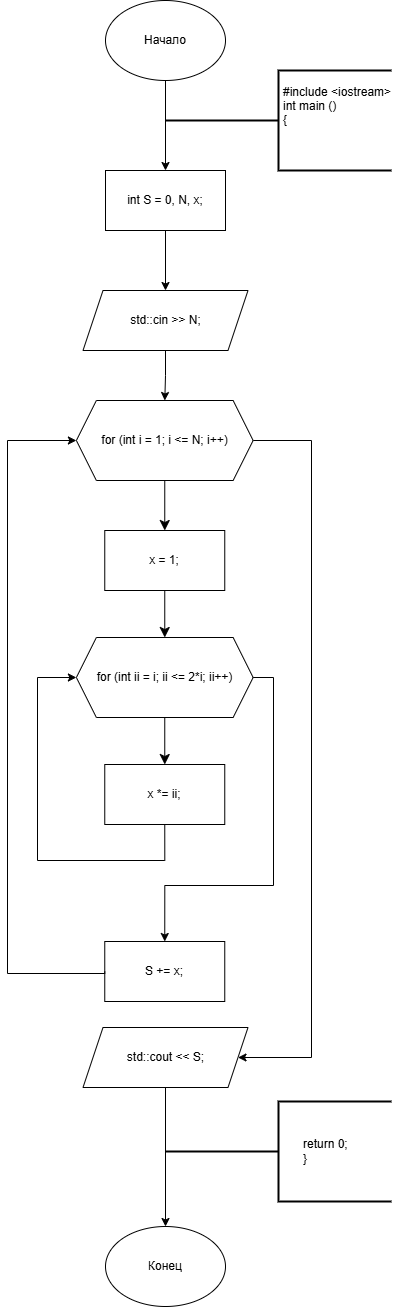 Начало
#include <iostream>
int main ()
{
int S = 0, N, x;
std::cin >> N;
for (int i = 1; i <= N; i++)
x = 1;
for (int ii = i; ii <= 2*i; ii++)
x *= ii;
S += x;
std::cout << S;
return 0;
}
Конец